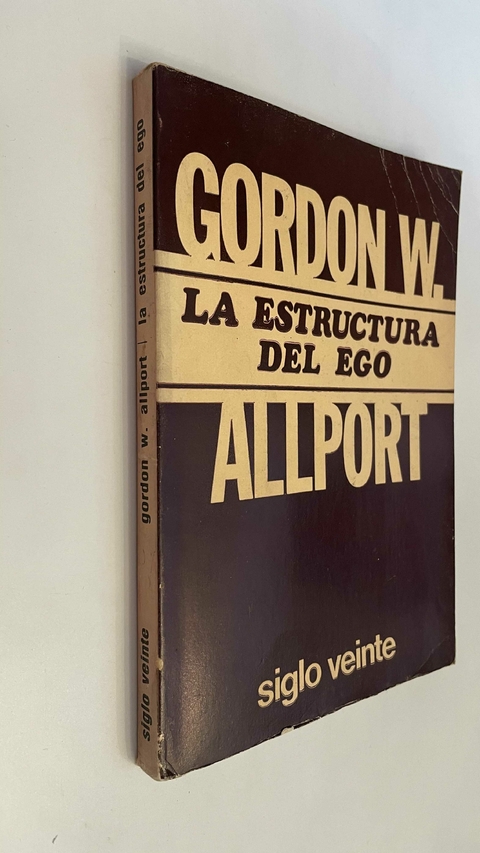 GORDON W.
LA ESTRUCTURA
DEL EGO
ALLPORT
siglo veinte
siglo veinte gordon w. allport / la estructura del ego